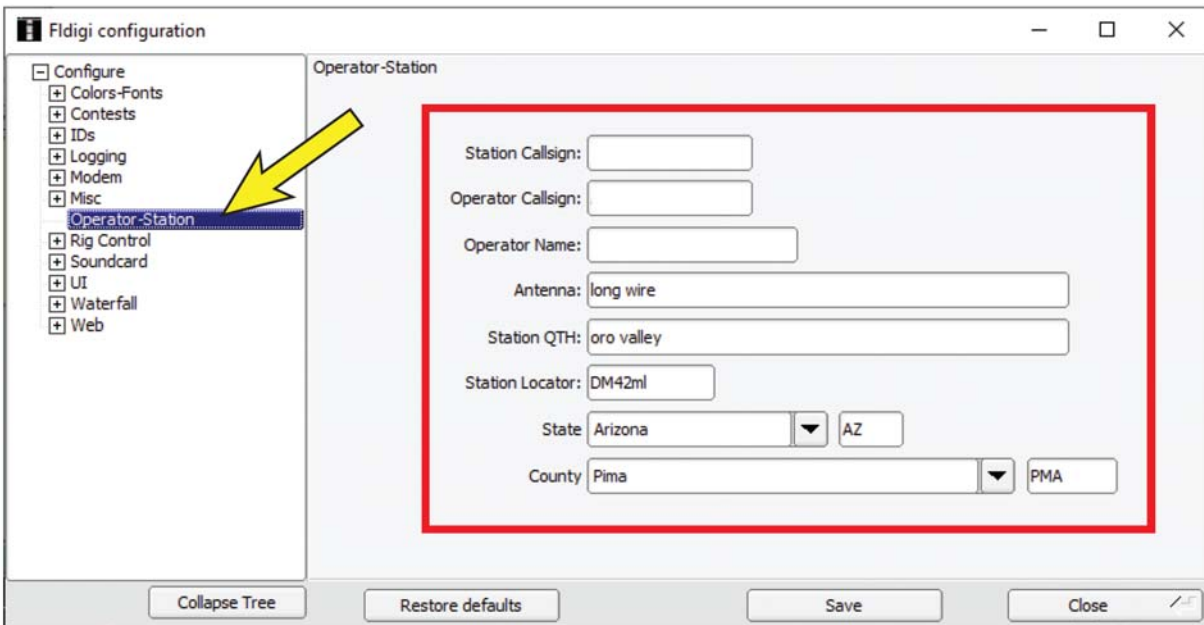 Fldigi configuration
Configure
Colors-Fonts
Contests
IDs
Logging
Modem
Misc
Operator-Station
Rig Control
Soundcard
UI
Waterfall
Web
Collapse Tree
Operator-Station
Station Callsign:
Operator Callsign:
Operator Name:
Antenna: long wire
Station QTH: oro valley
Station Locator: DM42ml
State Arizona AZ
County Pima PMA
Restore defaults Save Close